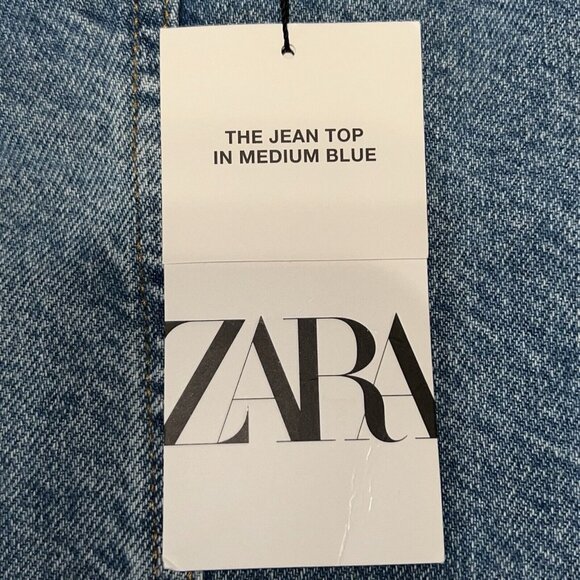 THE JEAN TOP
IN MEDIUM BLUE
ZARA